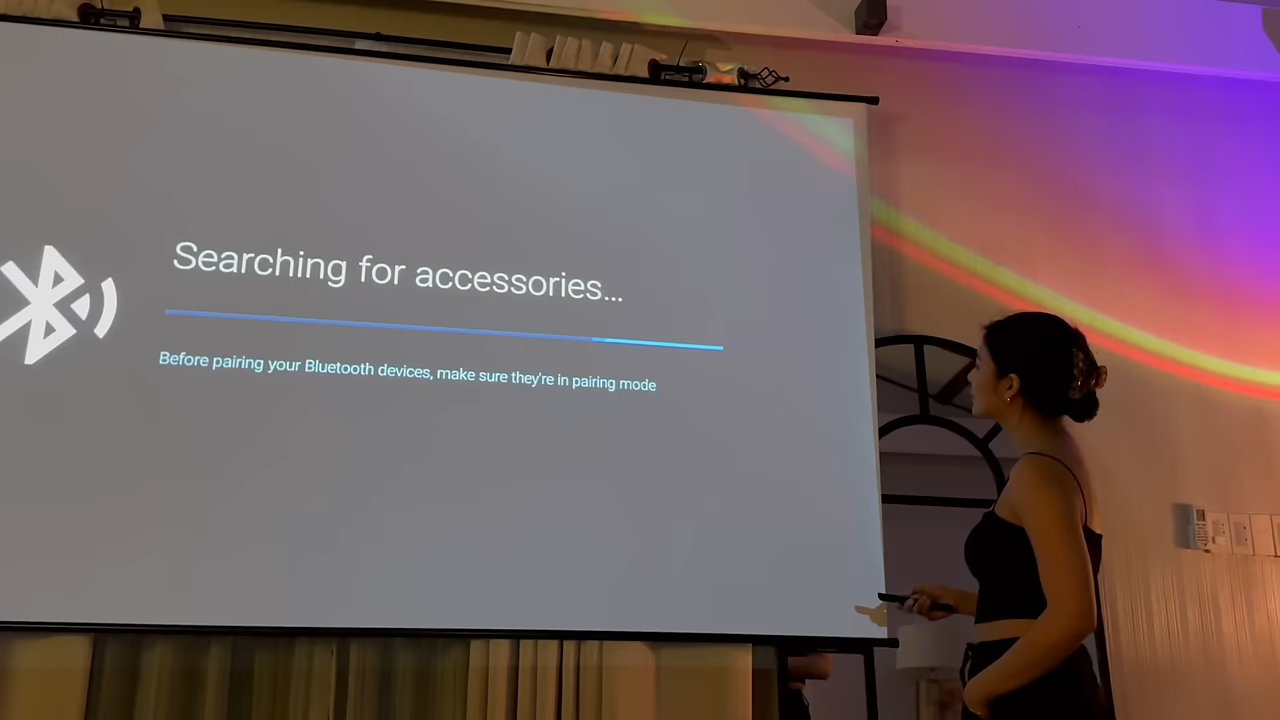 Searching for accessories...
Before pairing your Bluetooth devices, make sure they're in pairing mode